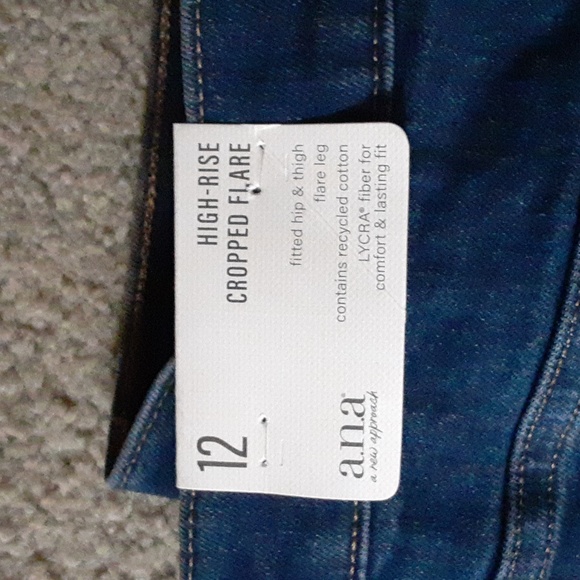 HIGH-RISE
CROPPED FLARE
fitted hip & thigh
flare leg
contains recycled cotton
LYCRA® fiber for
comfort & lasting fit
12
a.n.a®
a new approach